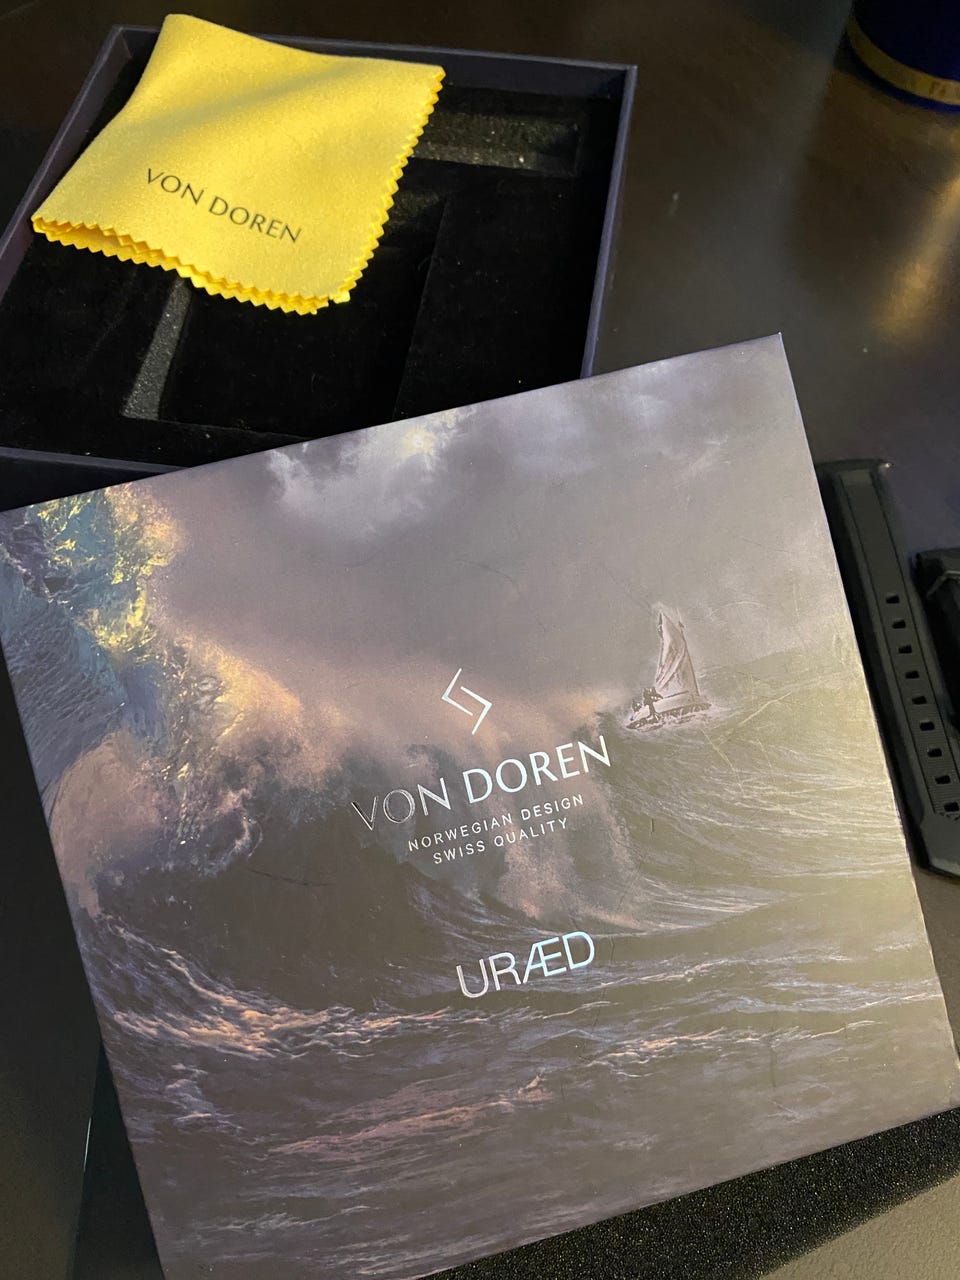 VON DOREN
VON DOREN
NORWEGIAN DESIGN
SWISS QUALITY
URÆD